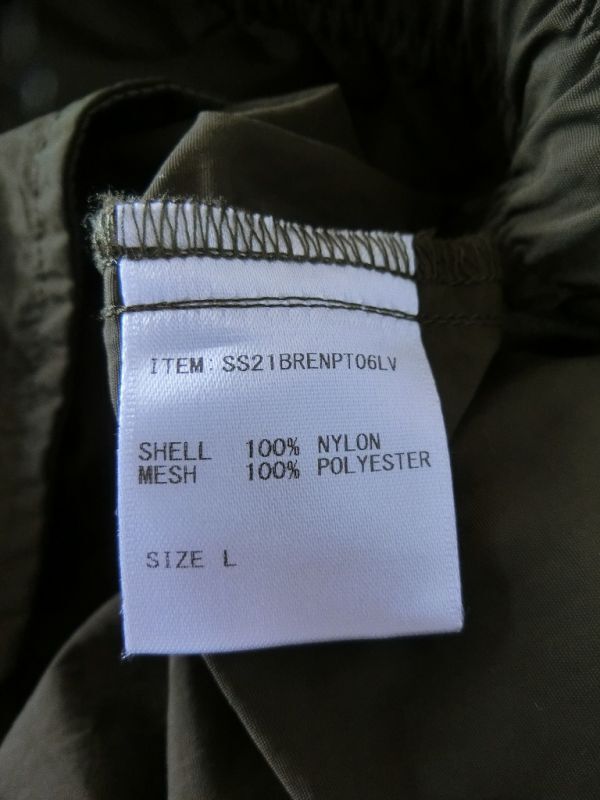 ITEM: SS21BRENPT06LV
SHELL 100% NYLON
MESH 100% POLYESTER
SIZE L